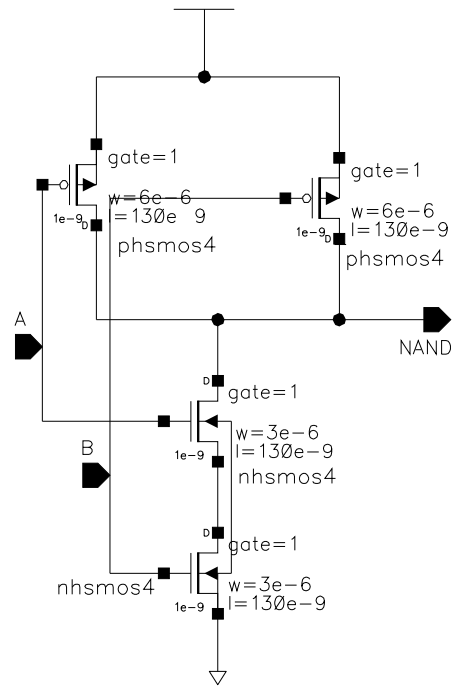 gate=1
w=6e-6
l=130e 9
1e-9
D
phsmos4
gate=1
w=6e-6
l=130e-9
1e-9
D
phsmos4
A
NAND
D
gate=1
w=3e-6
l=130e-9
1e-9
nhsmos4
B
D
gate=1
nhsmos4
w=3e-6
l=130e-9
1e-9